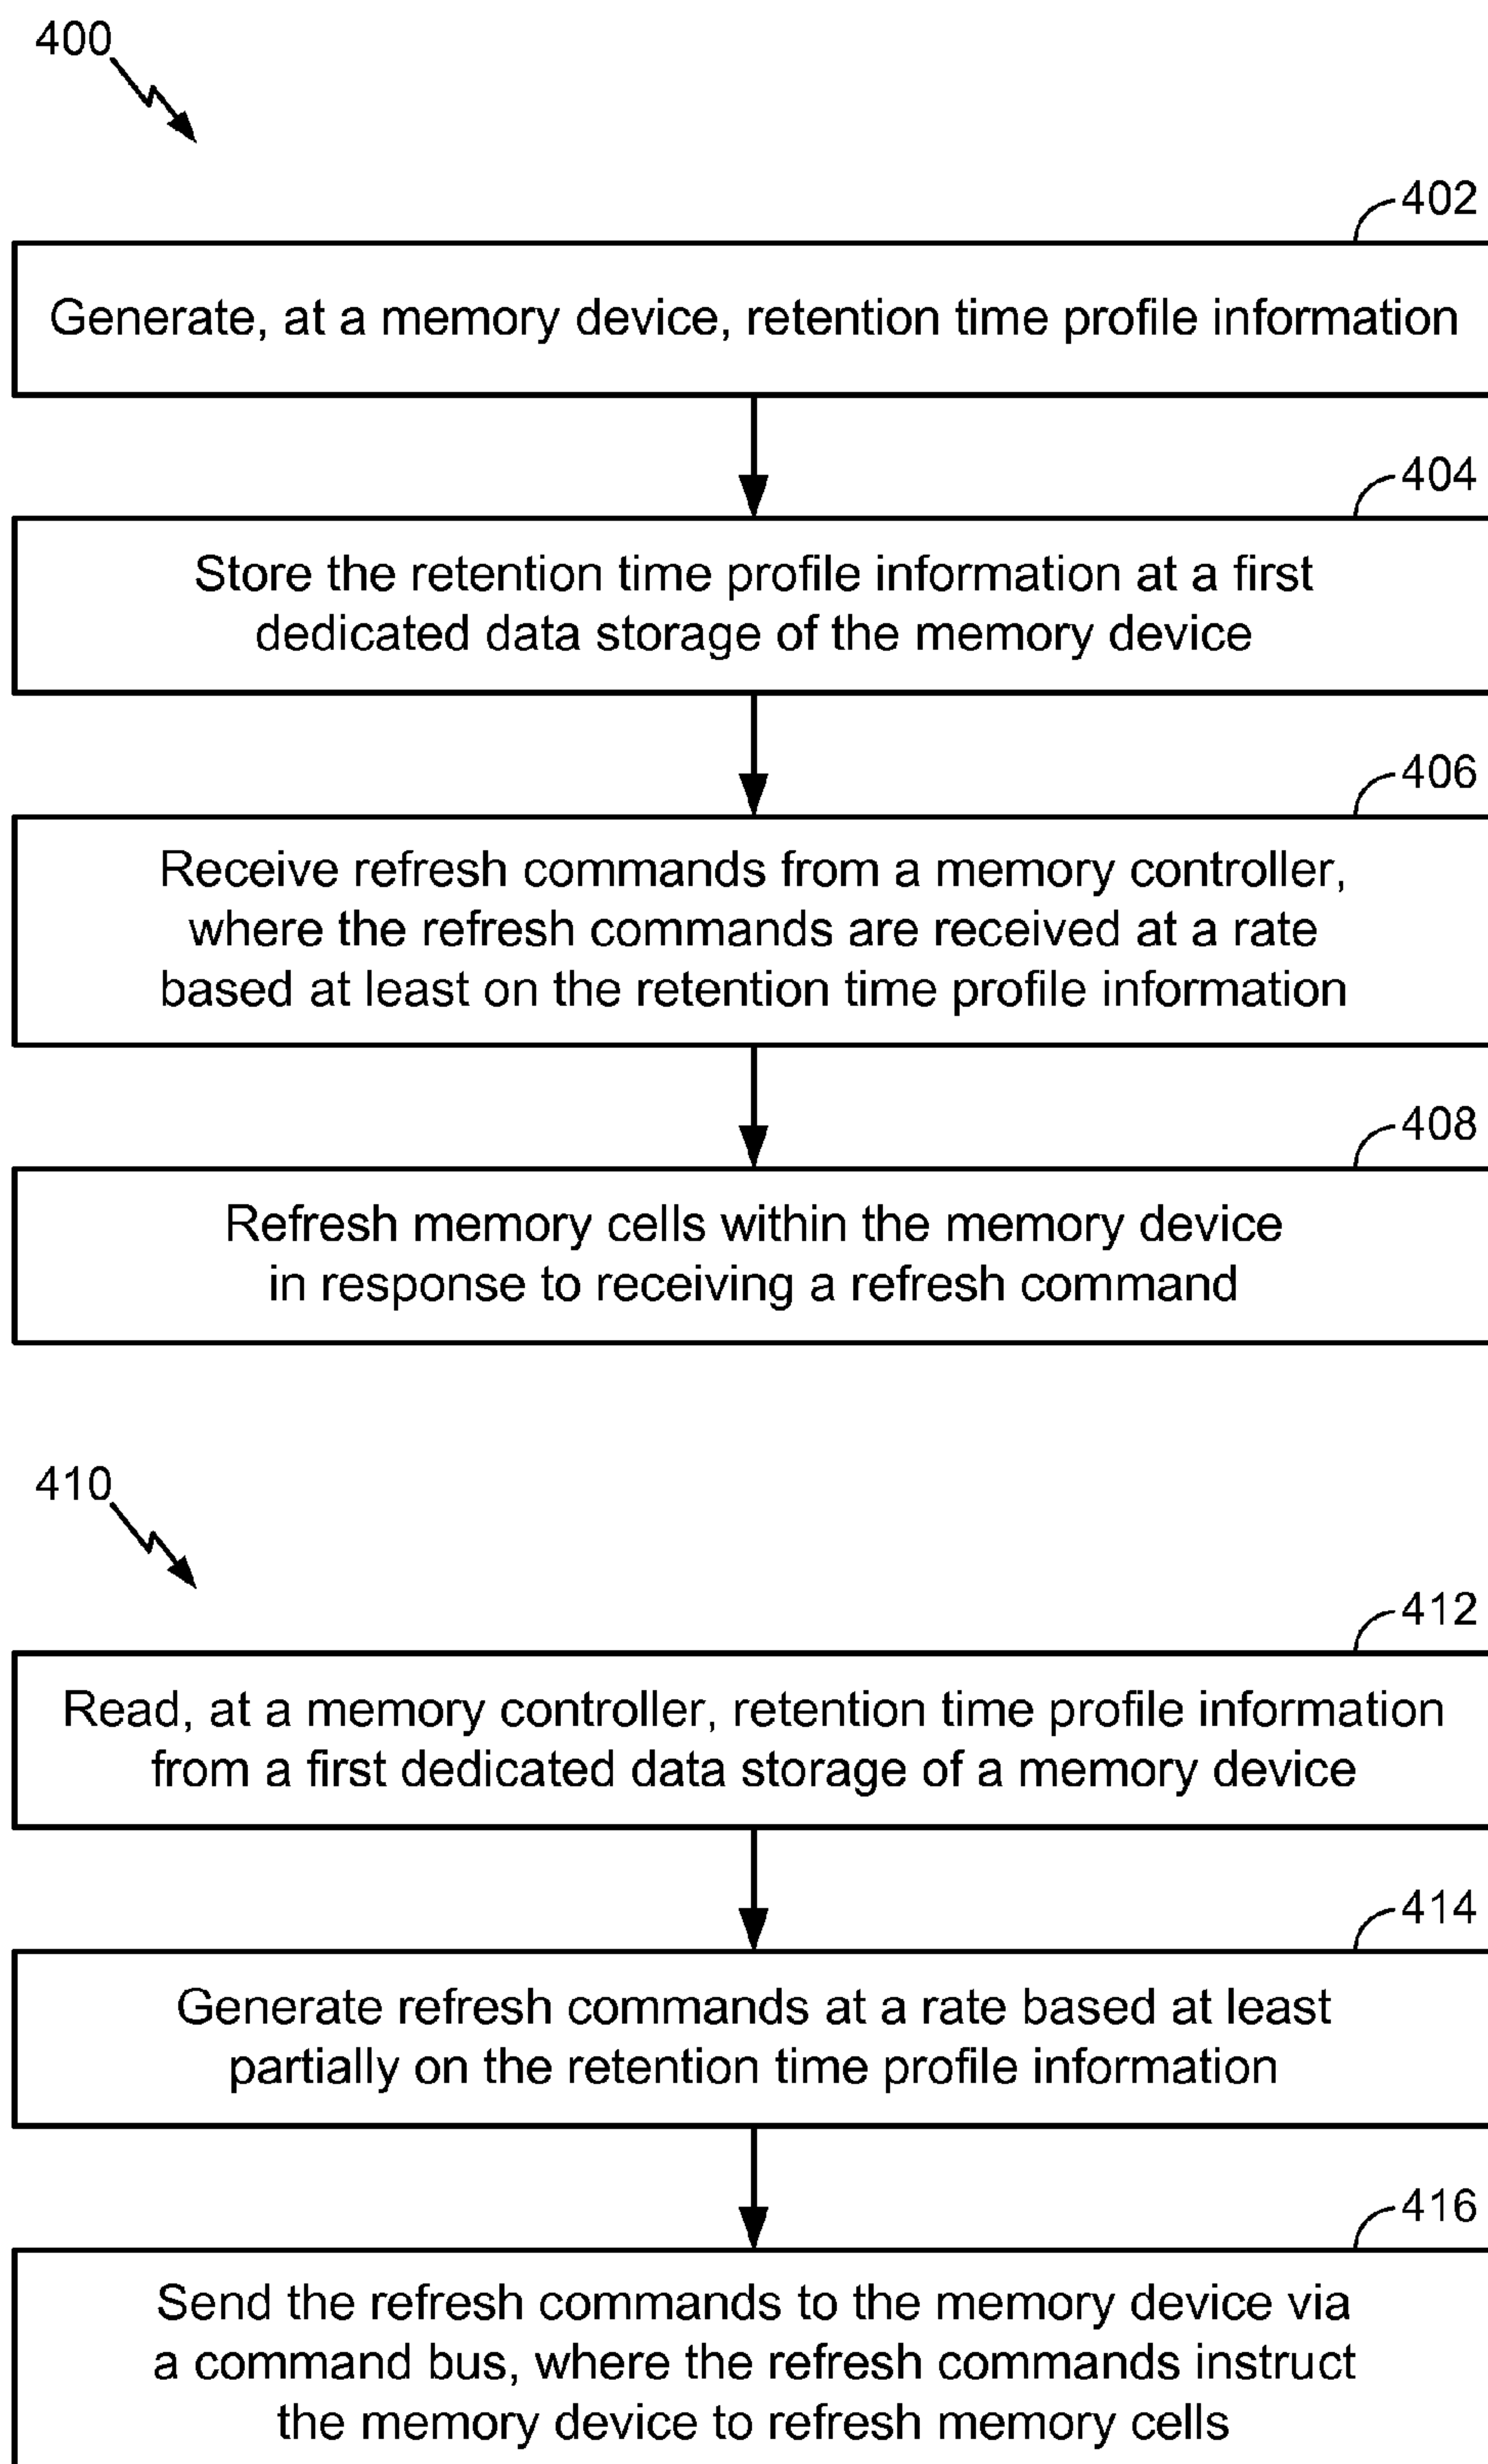 400
402
Generate, at a memory device, retention time profile information
404
Store the retention time profile information at a first
dedicated data storage of the memory device
406
Receive refresh commands from a memory controller,
where the refresh commands are received at a rate
based at least on the retention time profile information
408
Refresh memory cells within the memory device
in response to receiving a refresh command
410
412
Read, at a memory controller, retention time profile information
from a first dedicated data storage of a memory device
414
Generate refresh commands at a rate based at least
partially on the retention time profile information
416
Send the refresh commands to the memory device via
a command bus, where the refresh commands instruct
the memory device to refresh memory cells